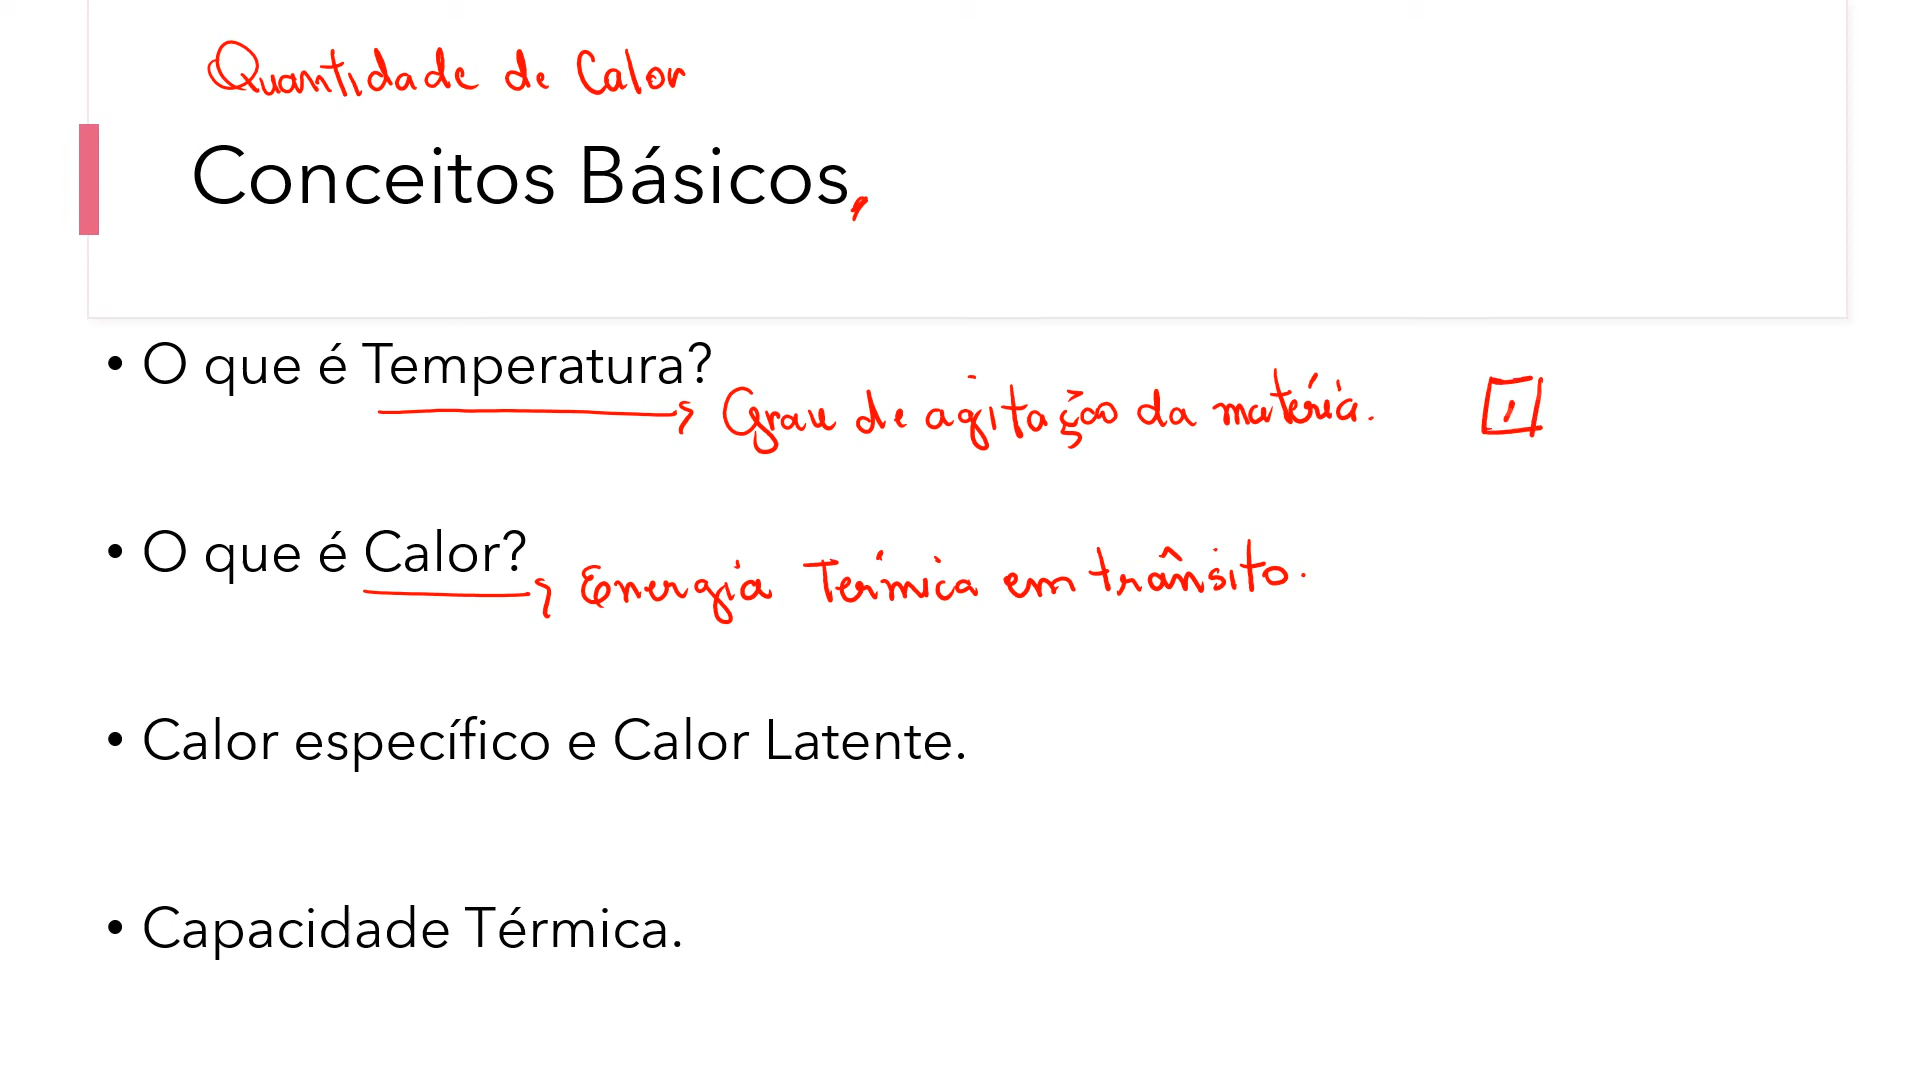 Quantidade de Calor
Conceitos Básicos,
• O que é Temperatura?
Grau de agitação da matéria.
• O que é Calor?
Energia Térmica em trânsito.
• Calor específico e Calor Latente.
• Capacidade Térmica.